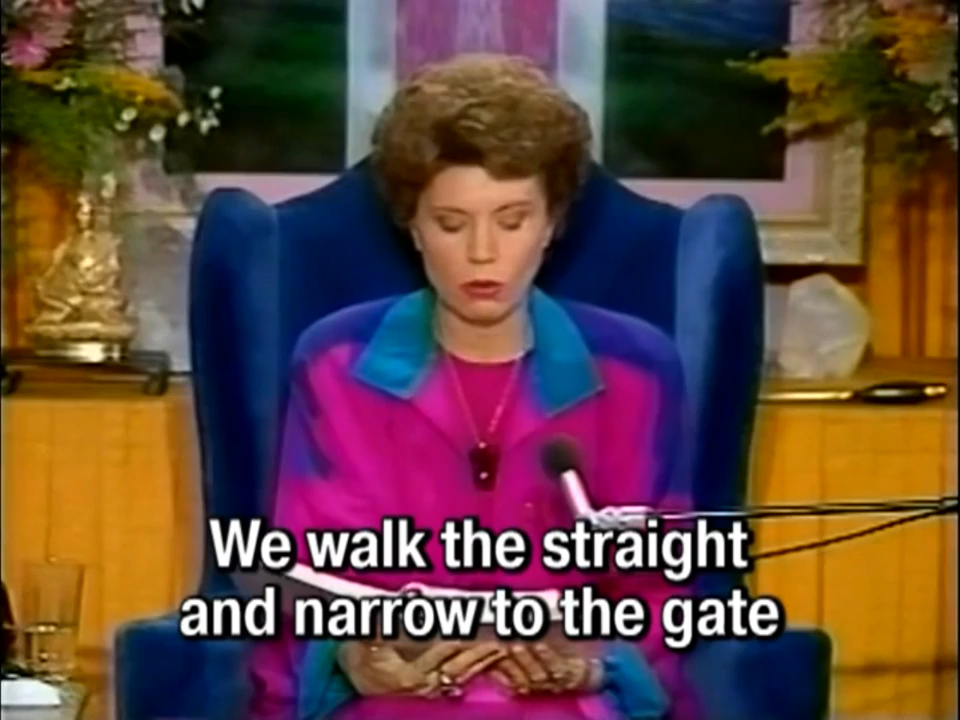 We walk the straight
and narrow to the gate